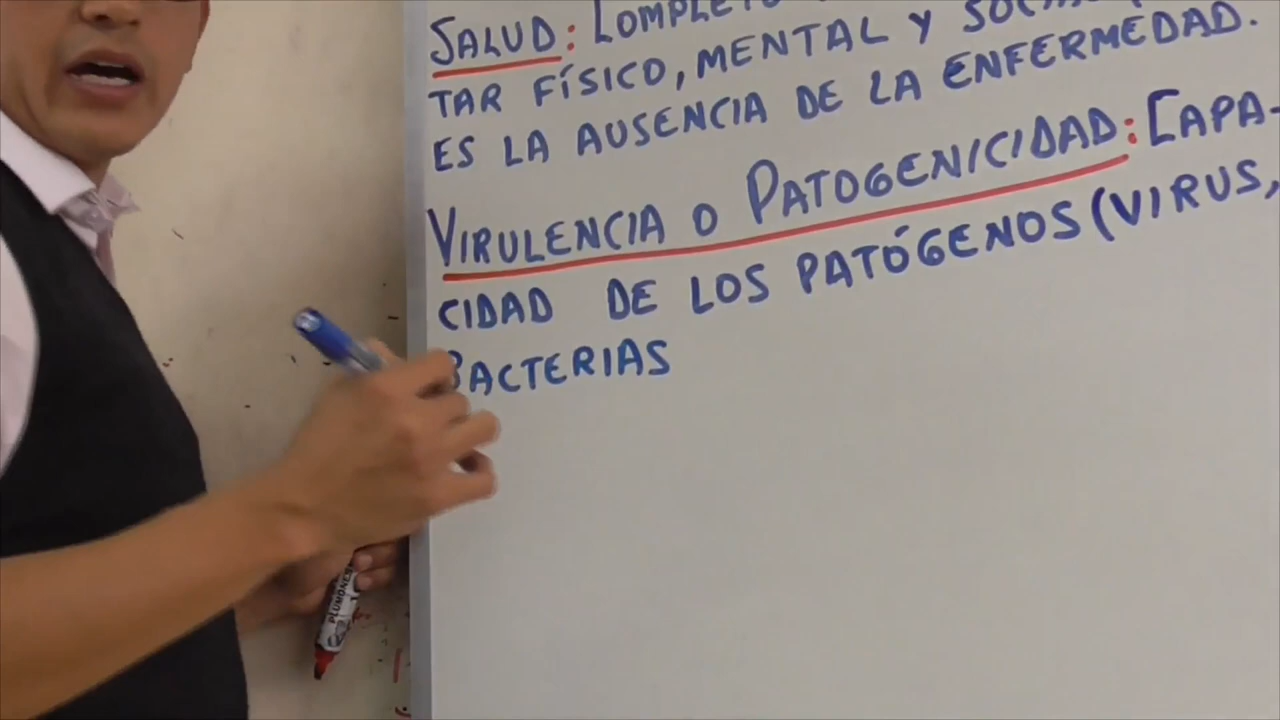 SALUD: COMPLETO
TAR FÍSICO, MENTAL Y
ES LA AUSENCIA DE LA ENFERMEDAD.
VIRULENCIA O PATOGENICIDAD: CAPA-
CIDAD DE LOS PATÓGENOS (VIRUS,
BACTERIAS
PLUMONES